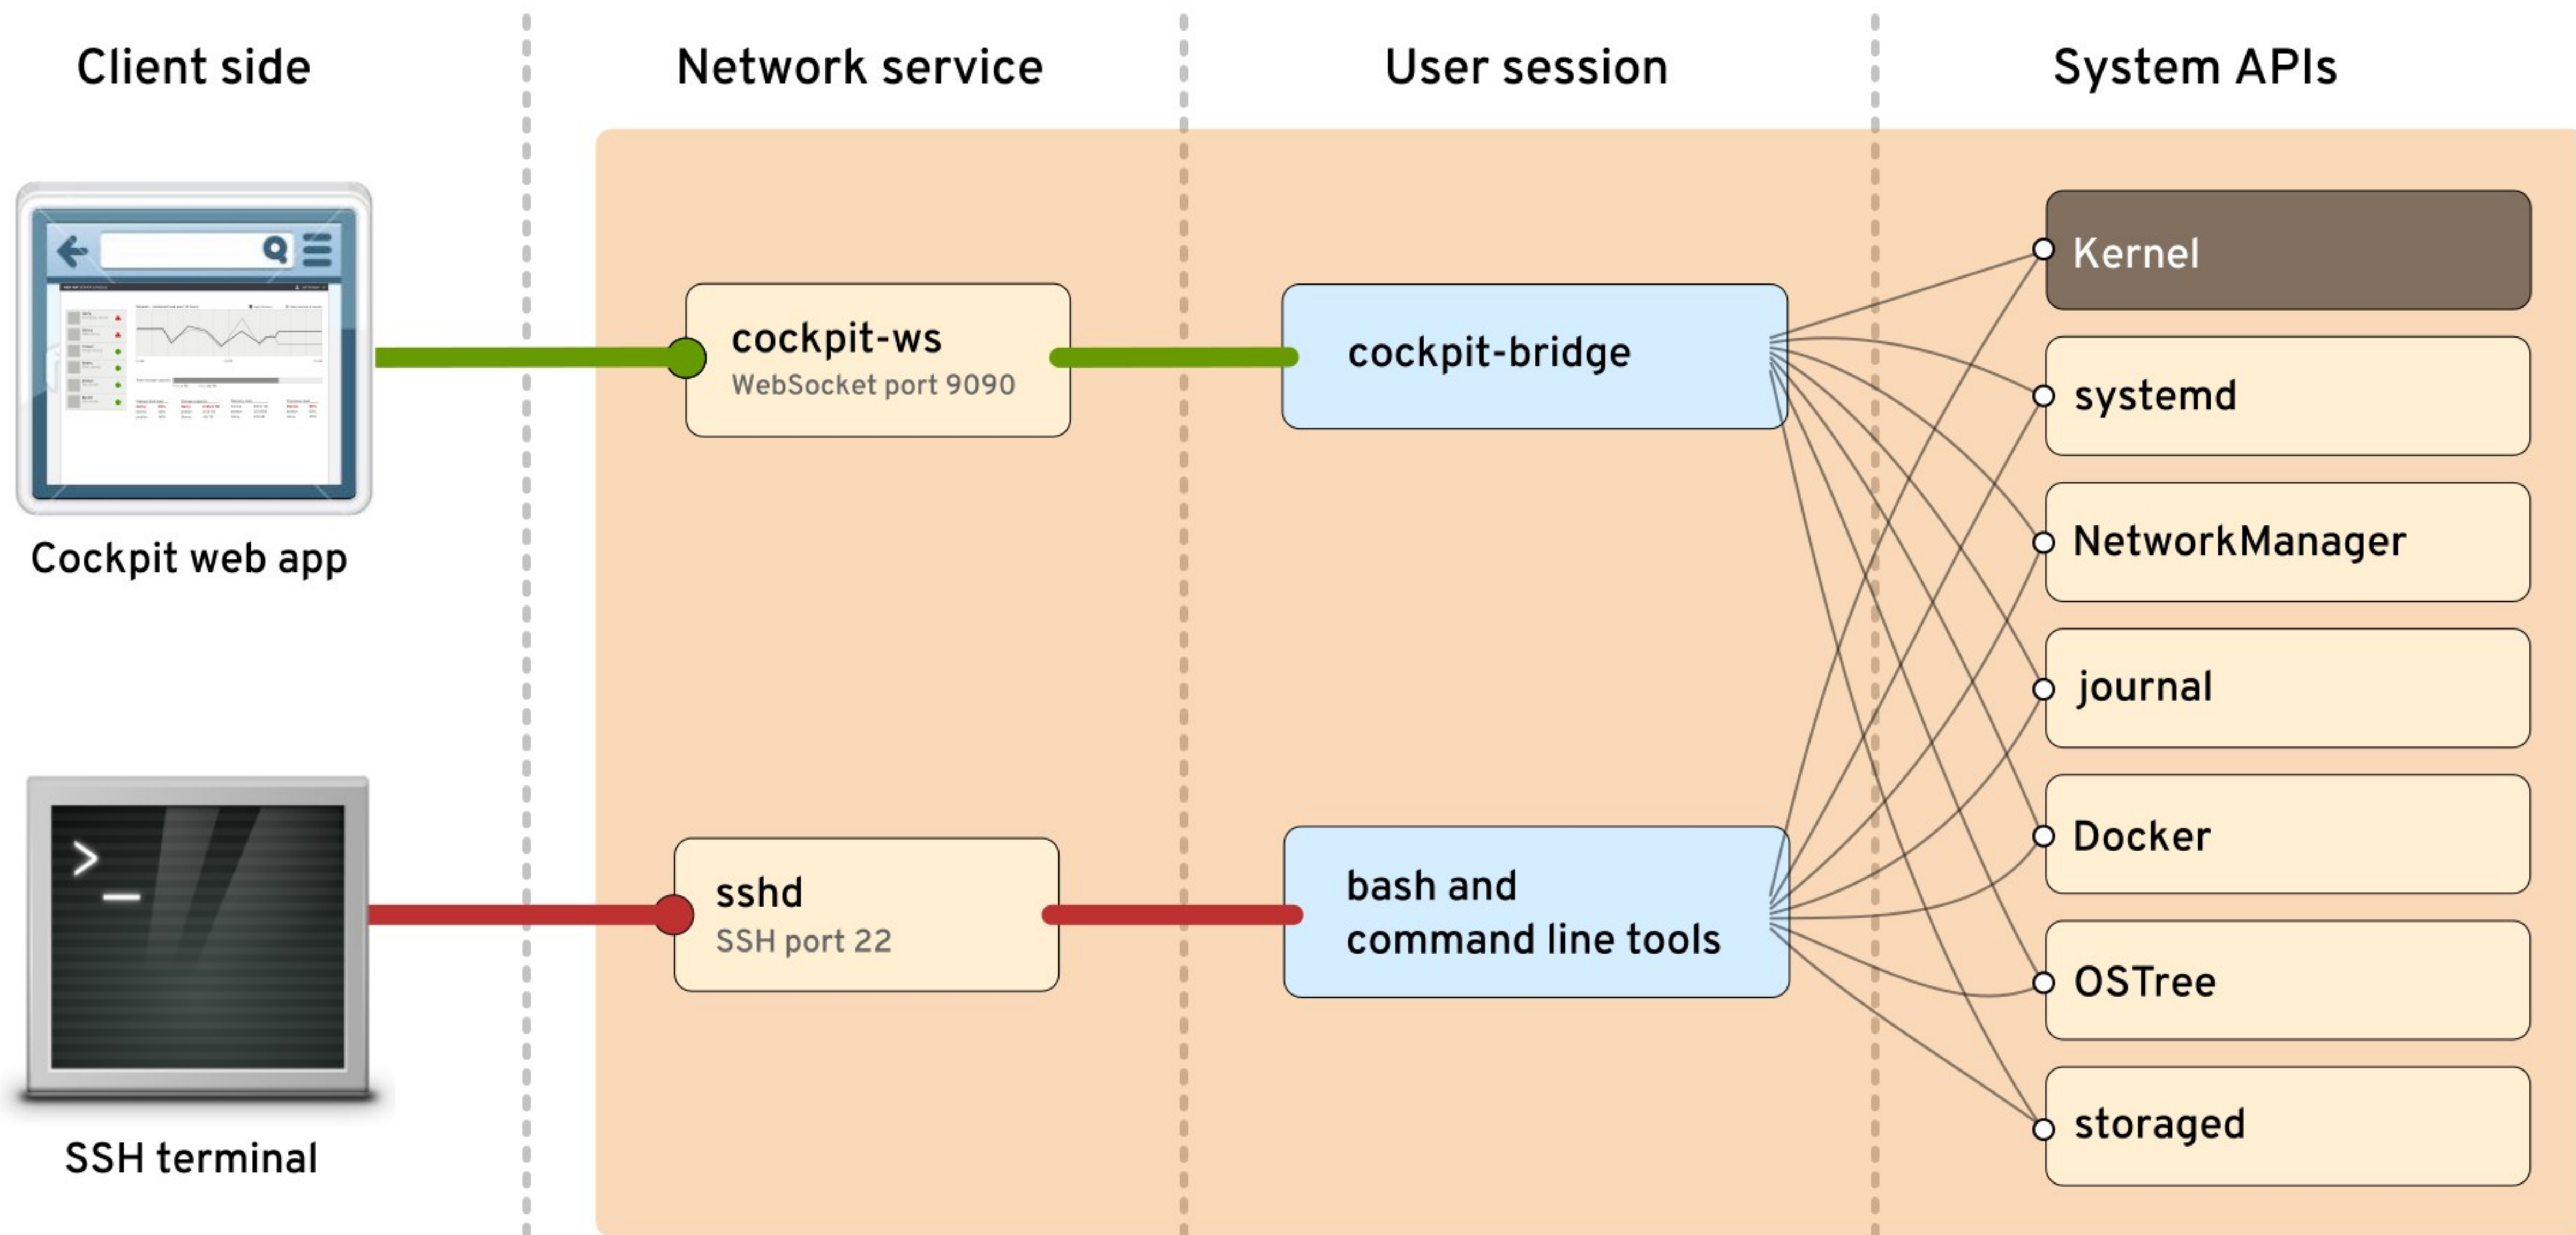 Client side
Network service
User session
System APIs
Cockpit web app
cockpit-ws
WebSocket port 9090
cockpit-bridge
Kernel
systemd
NetworkManager
journal
Docker
OSTree
storaged
>_
SSH terminal
sshd
SSH port 22
bash and
command line tools